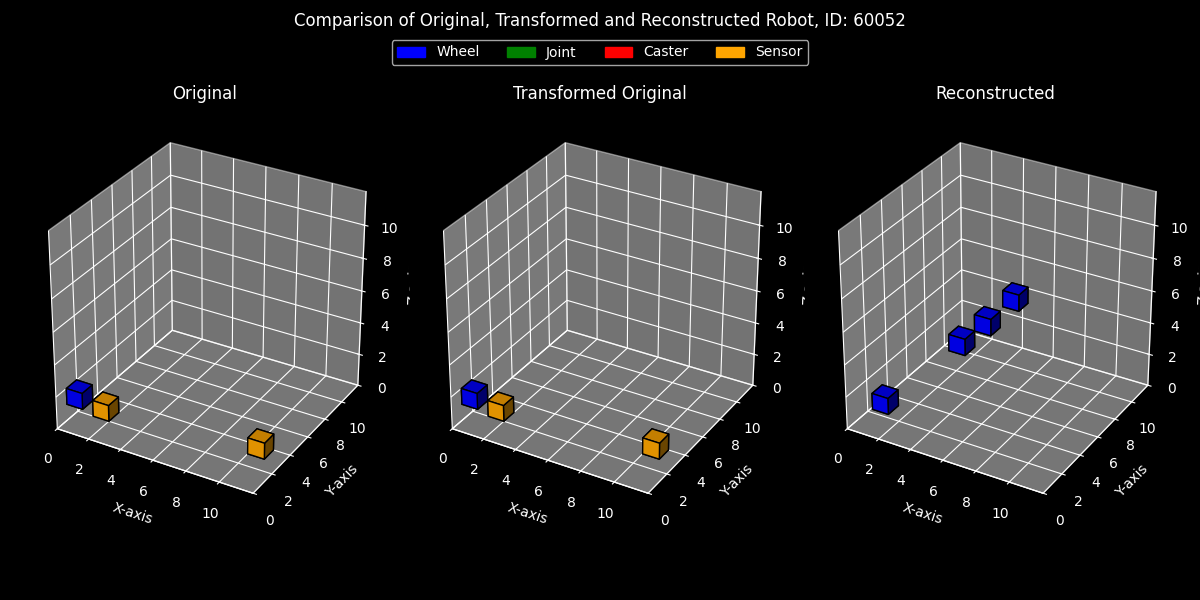 Comparison of Original, Transformed and Reconstructed Robot, ID: 60052
Wheel Joint Caster Sensor
Original
Transformed Original
Reconstructed
0 2 4 6 8 10
X-axis
0 2 4 6 8 10
Y-axis
0 2 4 6 8 10
0 2 4 6 8 10
X-axis
0 2 4 6 8 10
Y-axis
0 2 4 6 8 10
0 2 4 6 8 10
X-axis
0 2 4 6 8 10
Y-axis
0 2 4 6 8 10